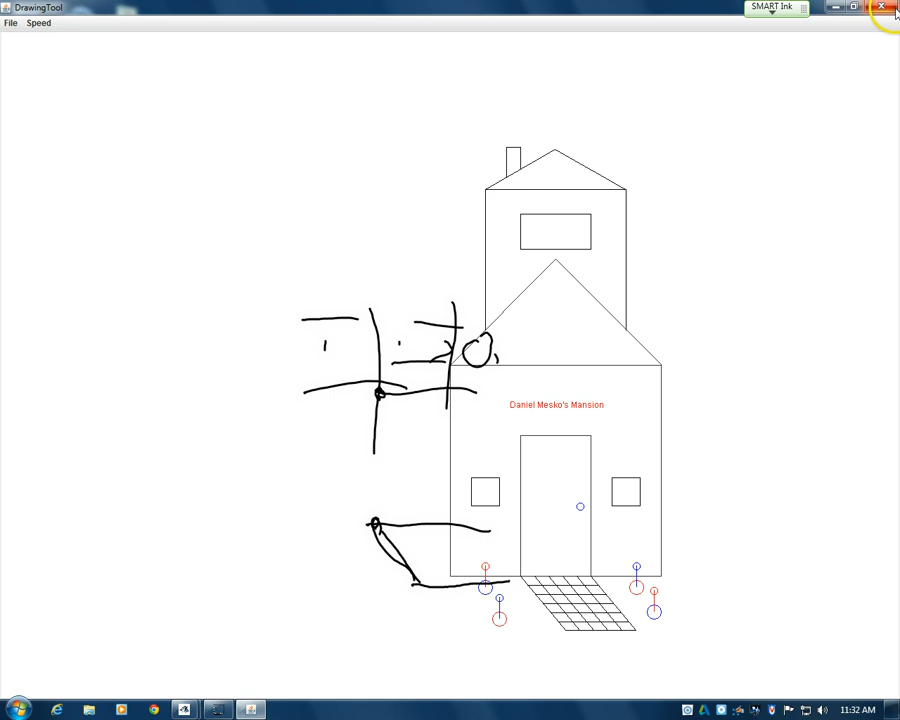 DrawingTool
SMART Ink
File Speed
Daniel Mesko's Mansion
11:32 AM